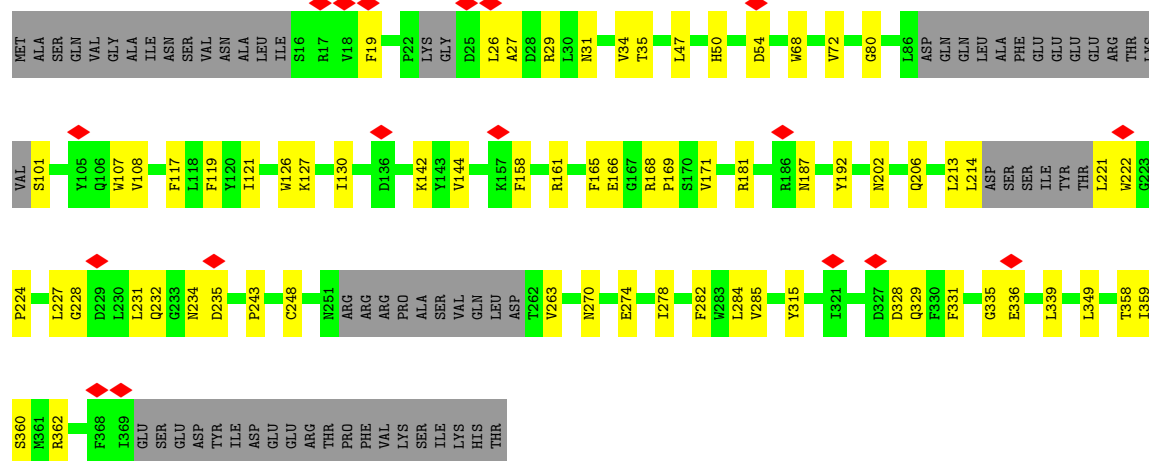 MET ALA SER GLN VAL GLY ALA ILE ASN SER VAL ASN ALA LEU ILE S16 R17 V18 F19 P22 LYS GLY D25 L26 A27 D28 R29 L30 N31 V34 T35 L47 H50 D54 W68 V72 G80 L86 ASP GLN GLN LEU ALA PHE GLU GLU GLU GLU ARG THR LYS
VAL S101 Y105 Q106 W107 V108 F117 L118 F119 Y120 I121 W126 K127 I130 D136 K142 Y143 V144 K157 F158 R161 F165 E166 G167 R168 P169 S170 V171 R181 R186 N187 Y192 N202 Q206 L213 L214 ASP SER SER ILE TYR THR L221 W222 G223
P224 L227 G228 D229 L230 L231 Q232 G233 N234 D235 P243 C248 N251 ARG ARG ARG PRO ALA SER VAL GLN LEU ASP T262 V263 N270 E274 I278 F282 W283 L284 V285 Y315 I321 D327 D328 Q329 F330 F331 G335 E336 L339 L349 T358 I359
S360 M361 R362 F368 I369 GLU SER GLU ASP TYR ILE ASP GLU GLU ARG THR PRO PHE VAL LYS SER ILE LYS HIS THR